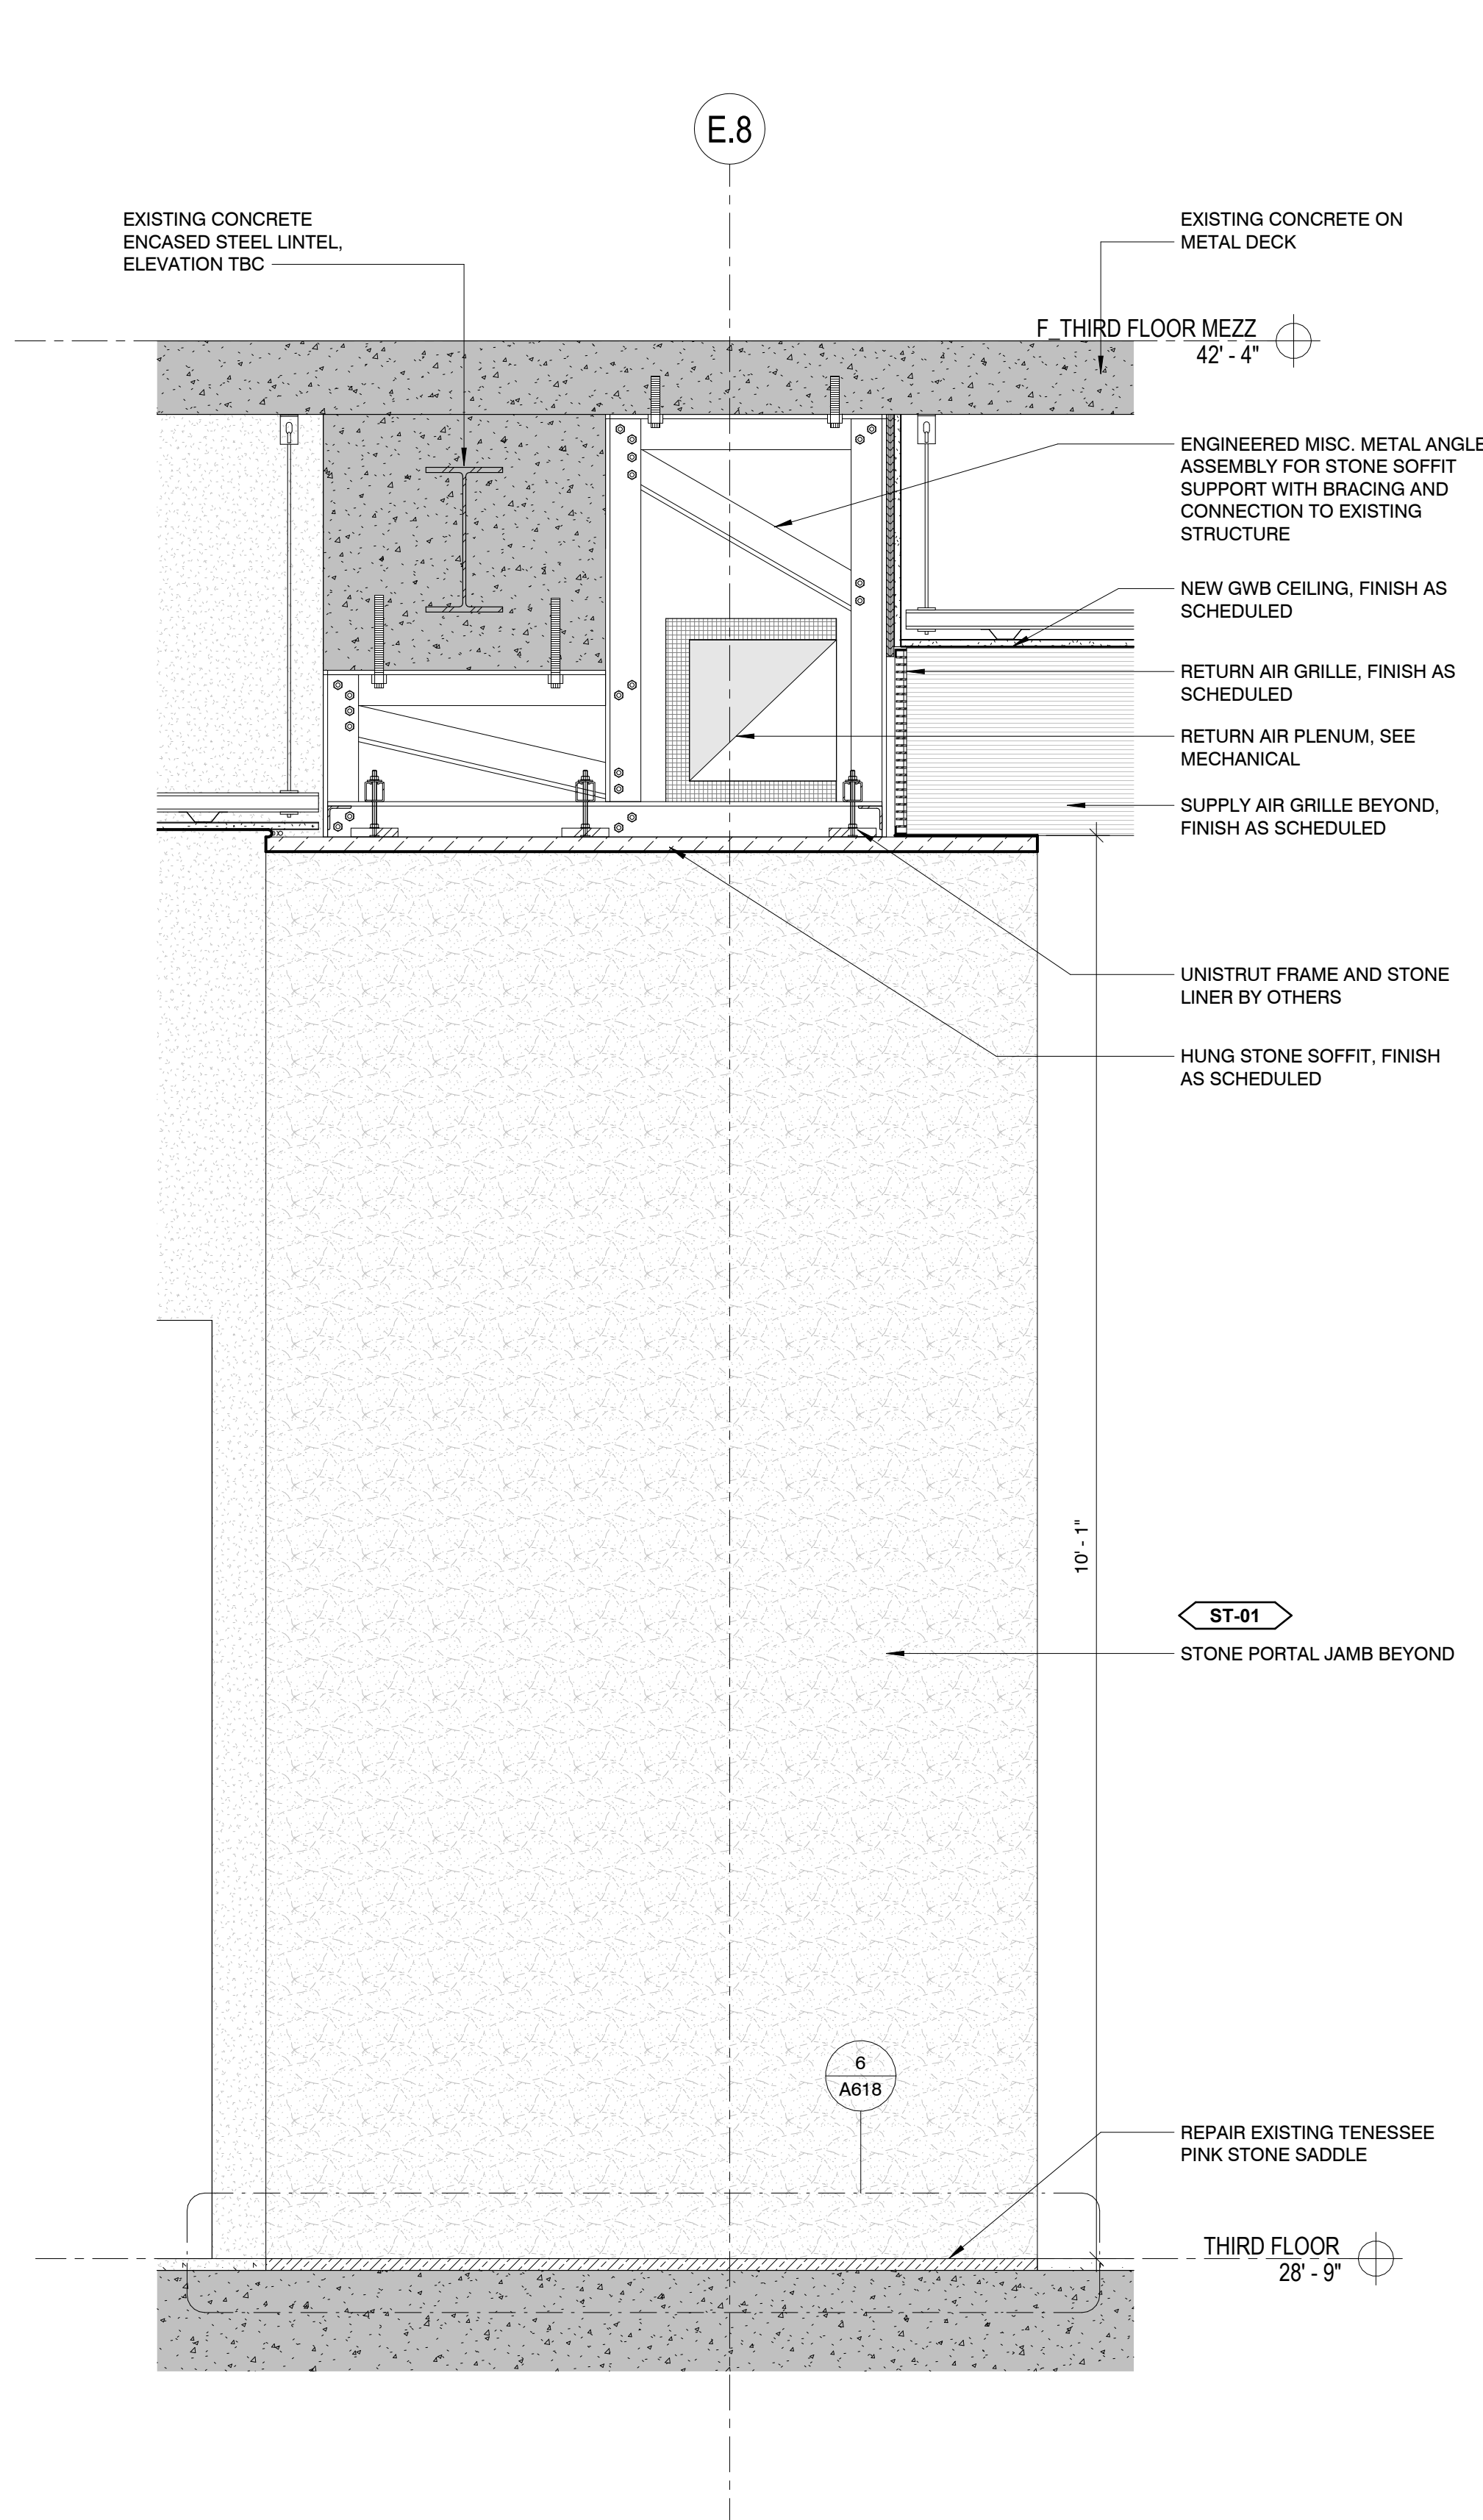 E.8
EXISTING CONCRETE
ENCASED STEEL LINTEL,
ELEVATION TBC
EXISTING CONCRETE ON
METAL DECK
F_THIRD FLOOR MEZZ
42' - 4"
ENGINEERED MISC. METAL ANGLE
ASSEMBLY FOR STONE SOFFIT
SUPPORT WITH BRACING AND
CONNECTION TO EXISTING
STRUCTURE
NEW GWB CEILING, FINISH AS
SCHEDULED
RETURN AIR GRILLE, FINISH AS
SCHEDULED
RETURN AIR PLENUM, SEE
MECHANICAL
SUPPLY AIR GRILLE BEYOND,
FINISH AS SCHEDULED
UNISTRUT FRAME AND STONE
LINER BY OTHERS
HUNG STONE SOFFIT, FINISH
AS SCHEDULED
10' - 1"
ST-01
STONE PORTAL JAMB BEYOND
6
A618
REPAIR EXISTING TENESSEE
PINK STONE SADDLE
THIRD FLOOR
28' - 9"